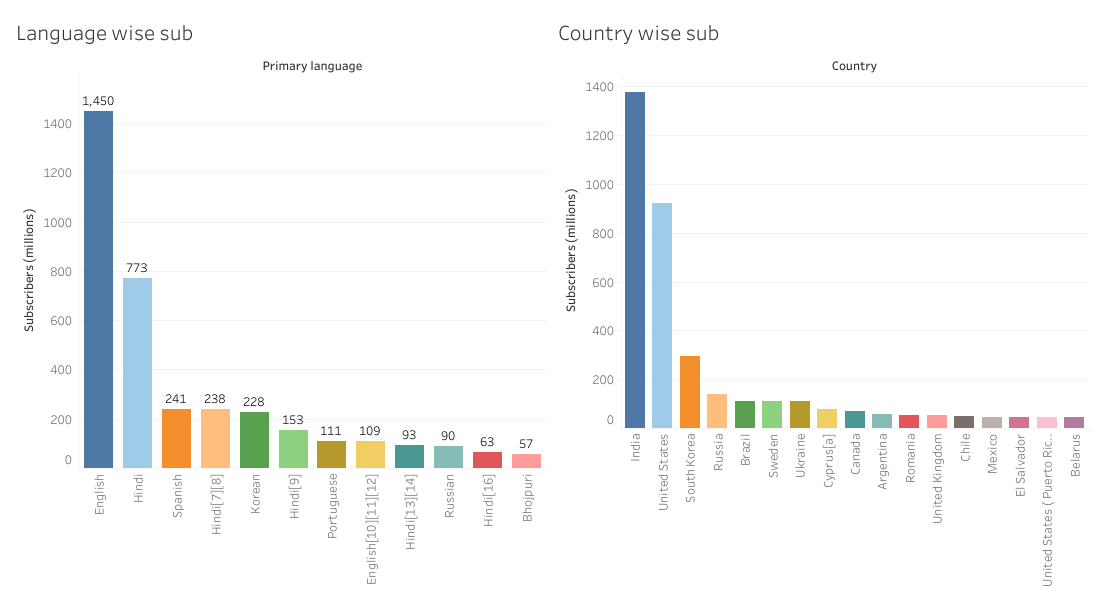 Language wise sub
Primary language
Subscribers (millions)
1400
1200
1000
800
600
400
200
0
1,450
773
241
238
228
153
111
109
93
90
63
57
English
Hindi
Spanish
Hindi[7][8]
Korean
Hindi[9]
Portuguese
English[10][11][12]
Hindi[13][14]
Russian
Hindi[16]
Bhojpuri
Country wise sub
Country
Subscribers (millions)
1400
1200
1000
800
600
400
200
0
India
United States
South Korea
Russia
Brazil
Sweden
Ukraine
Cyprus[a]
Canada
Argentina
Romania
United Kingdom
Chile
Mexico
El Salvador
United States ( Puerto Ric..
Belarus